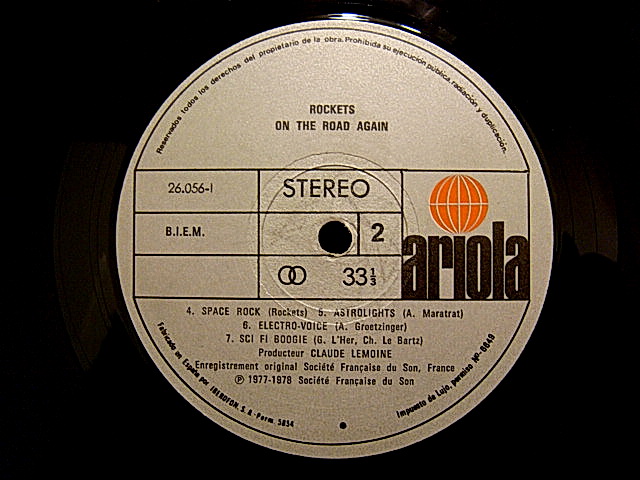 Reservados todos los derechos del propietario de la obra. Prohibida su ejecución pública, radiación y duplicación.
ROCKETS
ON THE ROAD AGAIN
26.056-I
STEREO
B.I.E.M.
2
ariola
33⅓
4. SPACE ROCK (Rockets) 5. ASTROLIGHTS (A. Maratrat)
6. ELECTRO-VOICE (A. Groetzinger)
7. SCI FI BOOGIE (G. L'Her, Ch. Le Bartz)
Producteur CLAUDE LEMOINE
Enregistrement original Société Française du Son, France
Ⓟ 1977-1978 Société Française du Son
Fabricado en España por IBEROFON, S. A.-Perm. 3854
Impuesto de Lujo, permiso Nº-6849